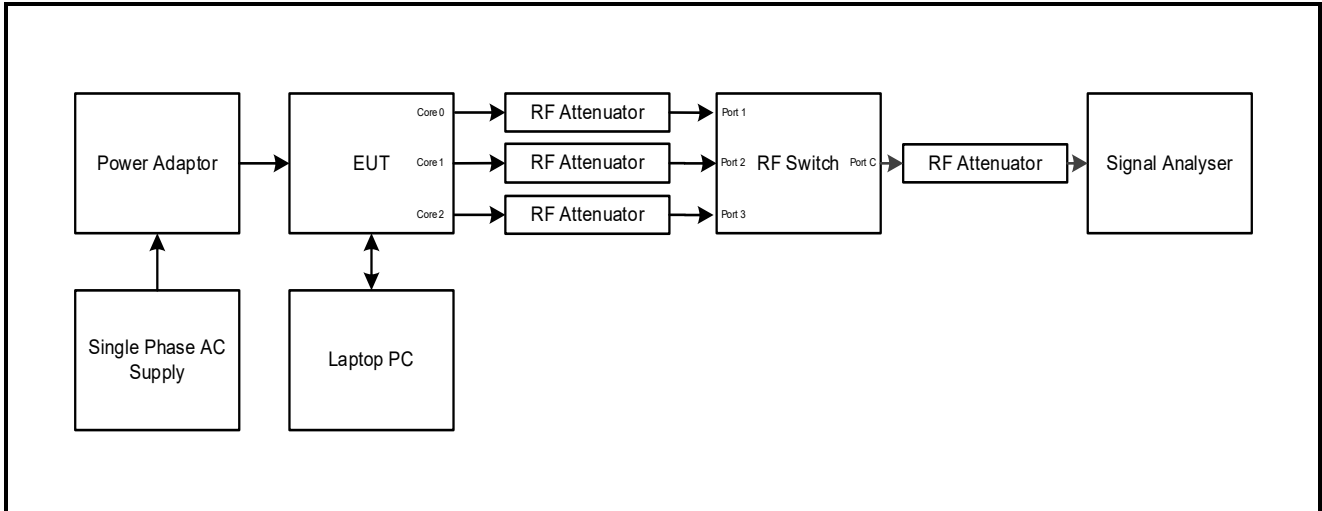 Core 0
RF Attenuator
Port 1
Power Adaptor
EUT
Core 1
RF Attenuator
Port 2
RF Switch
Port C
RF Attenuator
Signal Analyser
Core 2
RF Attenuator
Port 3
Single Phase AC
Supply
Laptop PC